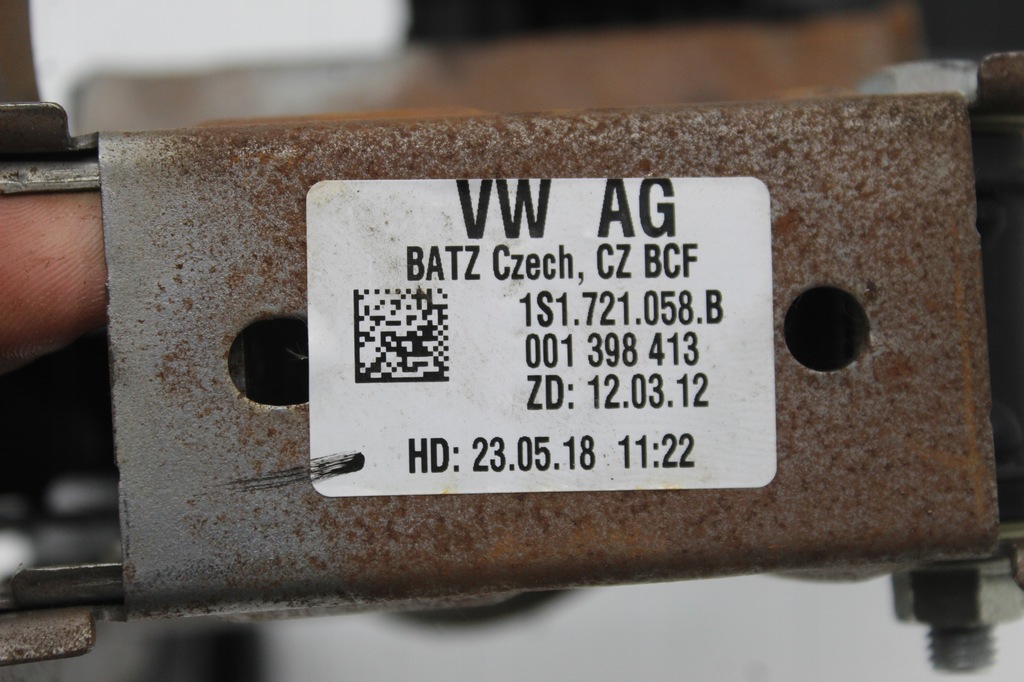 VW AG
BATZ Czech, CZ BCF
1S1.721.058.B
001 398 413
ZD: 12.03.12
HD: 23.05.18 11:22